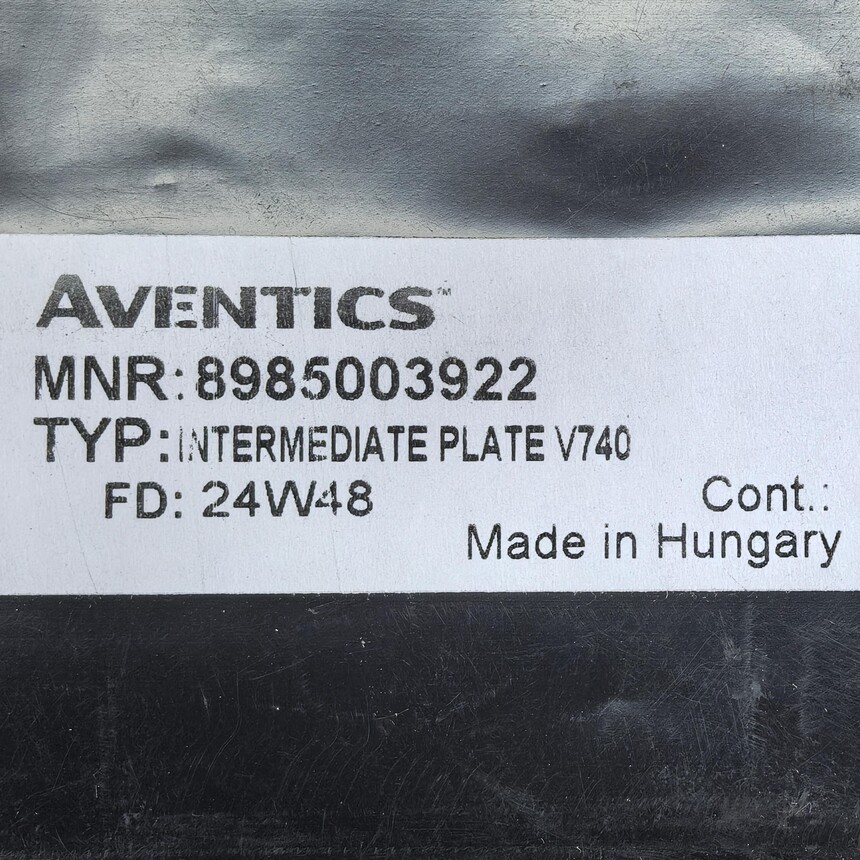 AVENTICS™
MNR: 8985003922
TYP: INTERMEDIATE PLATE V740
FD: 24W48
Cont.:
Made in Hungary